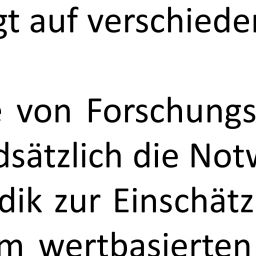 gt auf verschieden
von Forschungs
dsätzlich die Notw
dik zur Einschätz
m wertbasierten